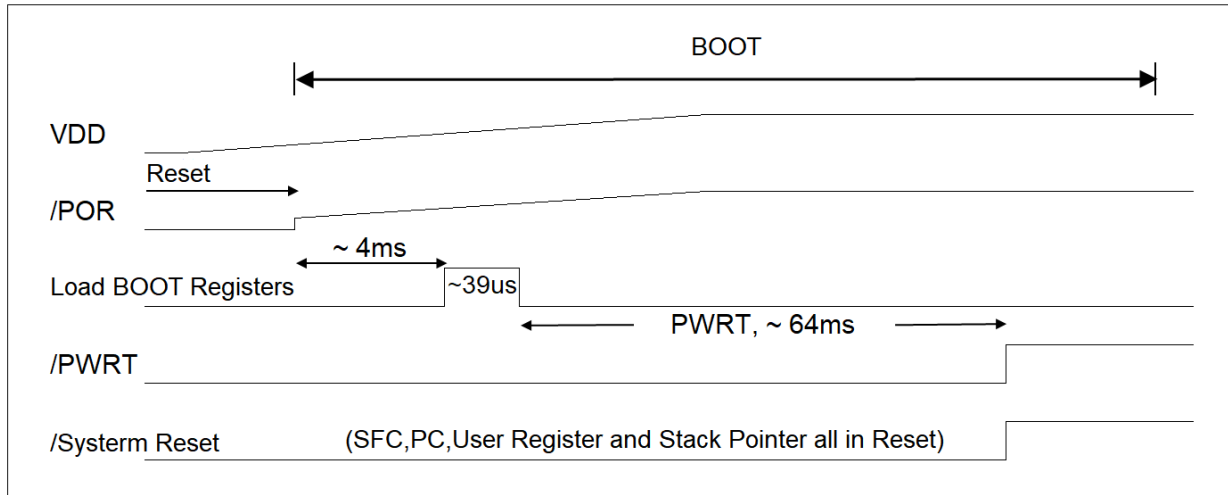 BOOT
VDD
Reset
/POR
~ 4ms
Load BOOT Registers
~39us
PWRT, ~ 64ms
/PWRT
/Systerm Reset
(SFC,PC,User Register and Stack Pointer all in Reset)